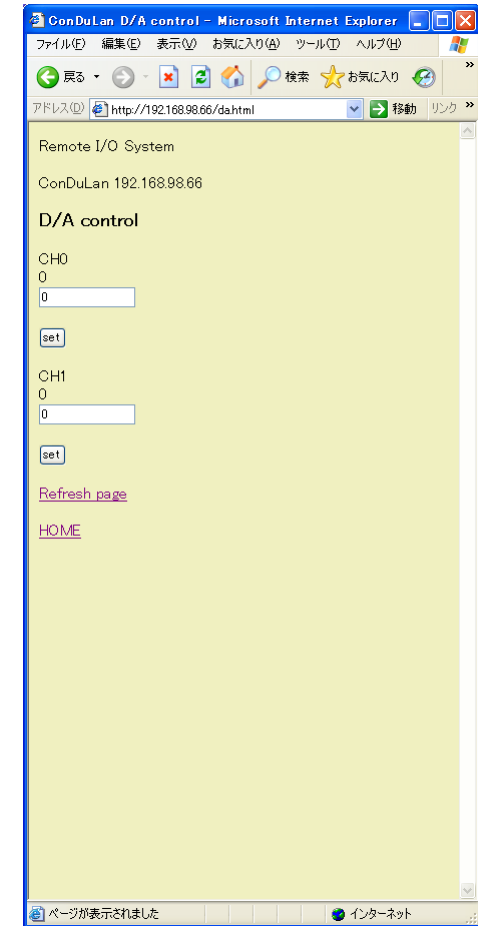 ConDuLan D/A control - Microsoft Internet Explorer
ファイル(F) 編集(E) 表示(V) お気に入り(A) ツール(T) ヘルプ(H)
戻る 検索 お気に入り »
アドレス(D) http://192.168.98.66/da.html 移動 リンク »
Remote I/O System
ConDuLan 192.168.98.66
D/A control
CH0
0
0
set
CH1
0
0
set
Refresh page
HOME
ページが表示されました インターネット